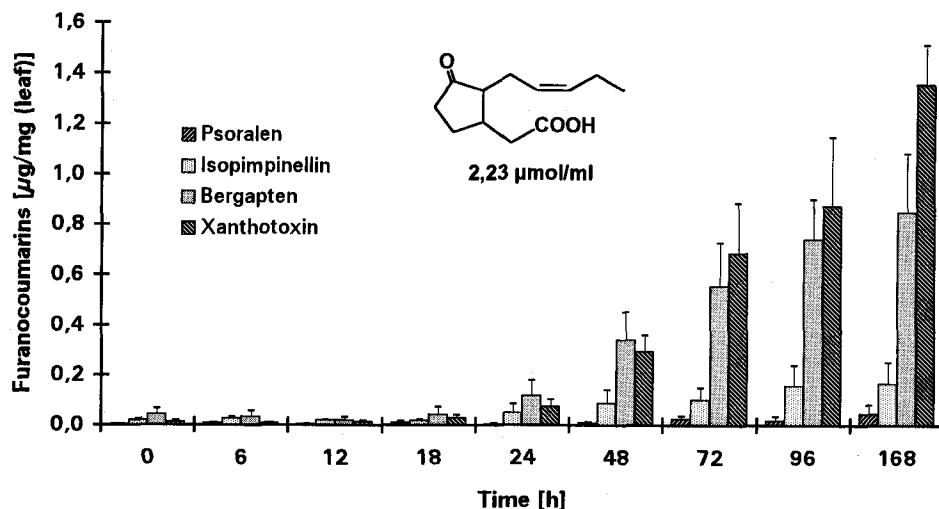 Furanocoumarins [µg/mg (leaf)]
1,6
1,4
1,2
1,0
0,8
0,6
0,4
0,2
0,0
Psoralen
Isopimpinellin
Bergapten
Xanthotoxin
O
COOH
2,23 µmol/ml
0 6 12 18 24 48 72 96 168
Time [h]